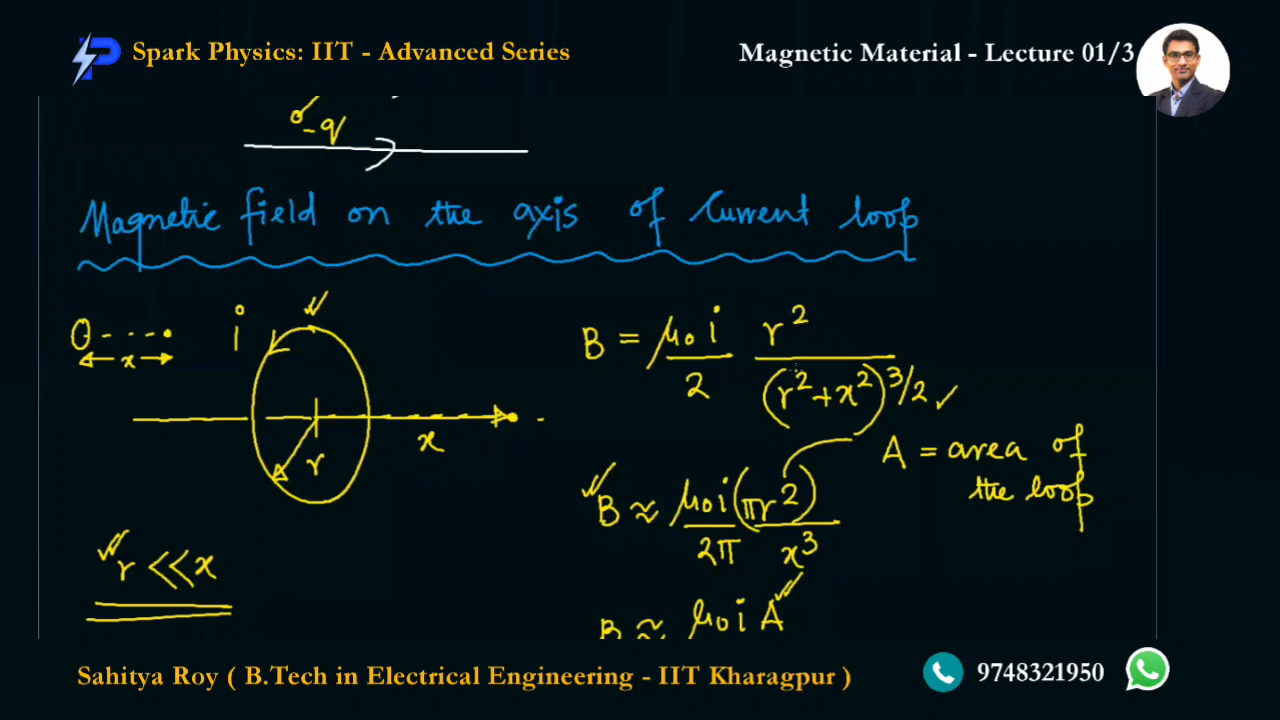 Spark Physics: IIT - Advanced Series
Magnetic Material - Lecture 01/3
-q
Magnetic field on the axis of Current loop
x
i
x
r
B = μ₀i/2 r²/(r²+x²)^3/2
A = area of the loop
B ≈ μ₀i(πr²)/2π x³
r << x
B ≈ μ₀ i A
Sahitya Roy ( B.Tech in Electrical Engineering - IIT Kharagpur )
9748321950